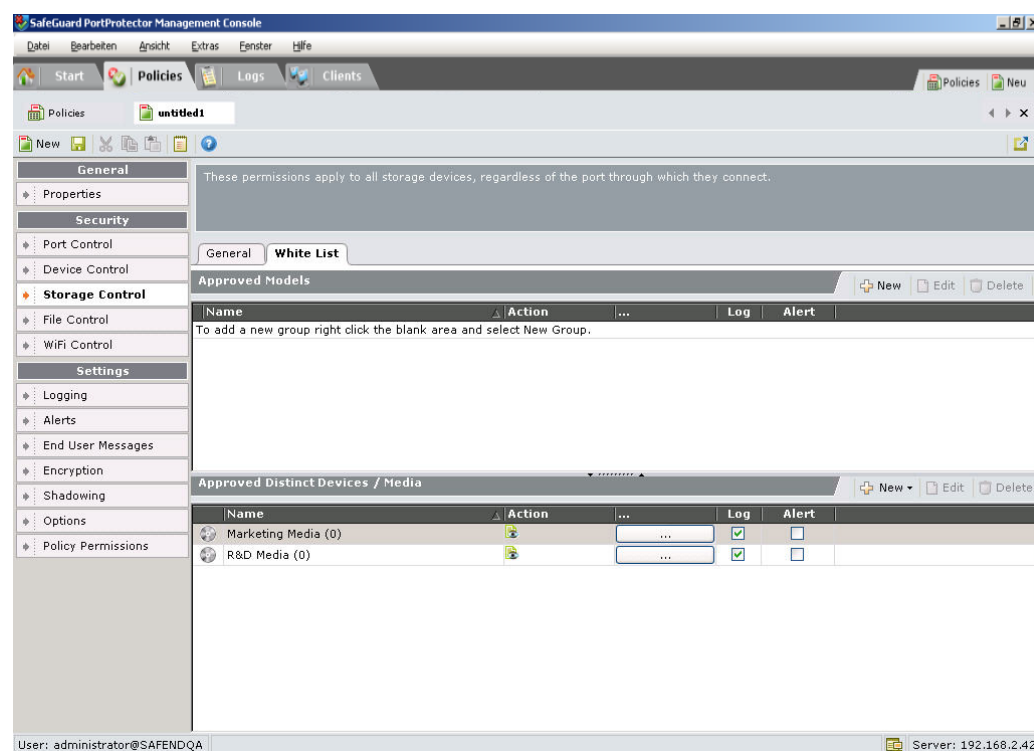 SafeGuard PortProtector Management Console
Datei Bearbeiten Ansicht Extras Fenster Hilfe
Start Policies Logs Clients
Policies Neu
Policies untitled1
New
General
Properties
Security
Port Control
Device Control
Storage Control
File Control
WiFi Control
Settings
Logging
Alerts
End User Messages
Encryption
Shadowing
Options
Policy Permissions
These permissions apply to all storage devices, regardless of the port through which they connect.
General White List
Approved Models
New Edit Delete
Name Action ... Log Alert
To add a new group right click the blank area and select New Group.
Approved Distinct Devices / Media
New Edit Delete
Name Action ... Log Alert
Marketing Media (0) ...
R&D Media (0) ...
User: administrator@SAFENDQA
Server: 192.168.2.42